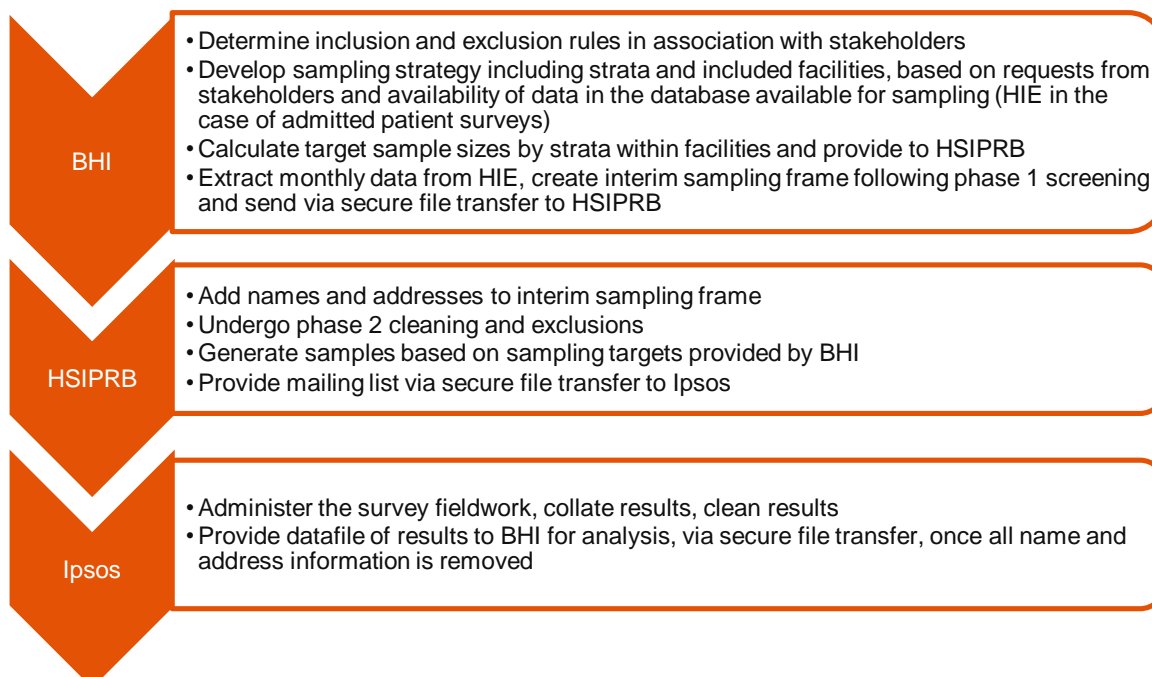 BHI
• Determine inclusion and exclusion rules in association with stakeholders
• Develop sampling strategy including strata and included facilities, based on requests from
stakeholders and availability of data in the database available for sampling (HIE in the
case of admitted patient surveys)
• Calculate target sample sizes by strata within facilities and provide to HSIPRB
• Extract monthly data from HIE, create interim sampling frame following phase 1 screening
and send via secure file transfer to HSIPRB
HSIPRB
• Add names and addresses to interim sampling frame
• Undergo phase 2 cleaning and exclusions
• Generate samples based on sampling targets provided by BHI
• Provide mailing list via secure file transfer to Ipsos
Ipsos
• Administer the survey fieldwork, collate results, clean results
• Provide datafile of results to BHI for analysis, via secure file transfer, once all name and
address information is removed